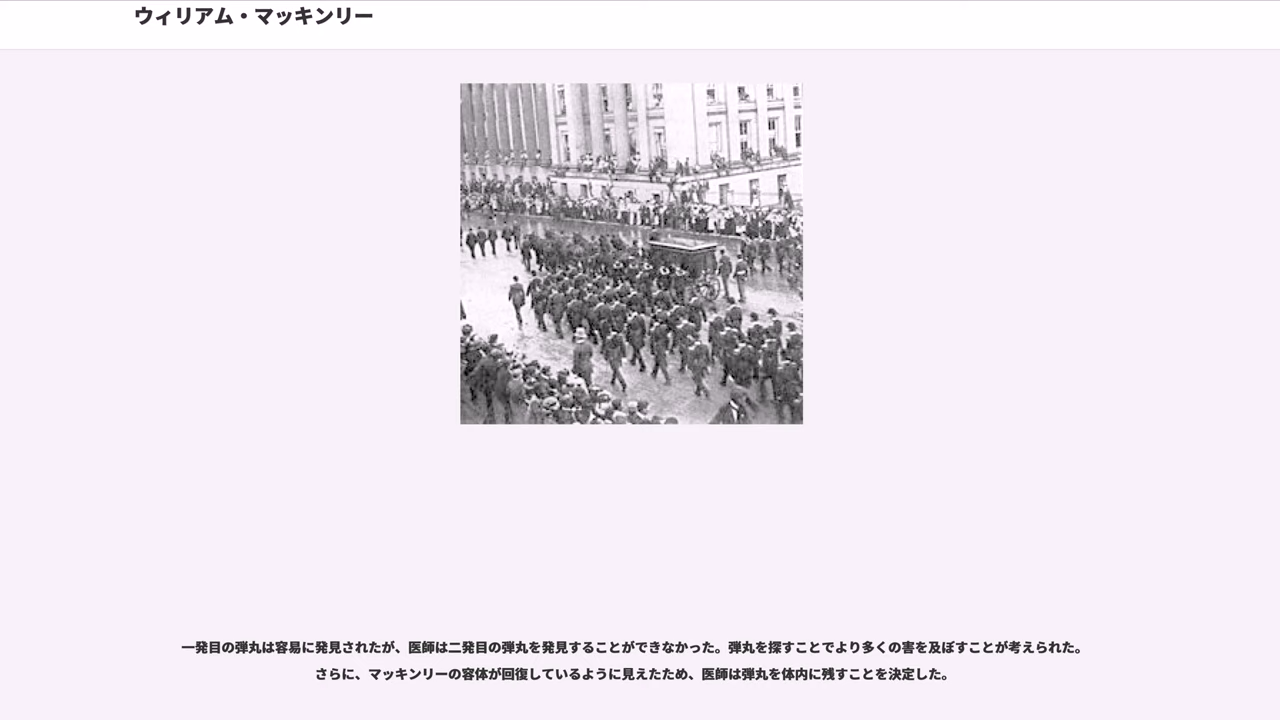 ウィリアム・マッキンリー
一発目の弾丸は容易に発見されたが、医師は二発目の弾丸を発見することができなかった。弾丸を探すことでより多くの害を及ぼすことが考えられた。
さらに、マッキンリーの容体が回復しているように見えたため、医師は弾丸を体内に残すことを決定した。